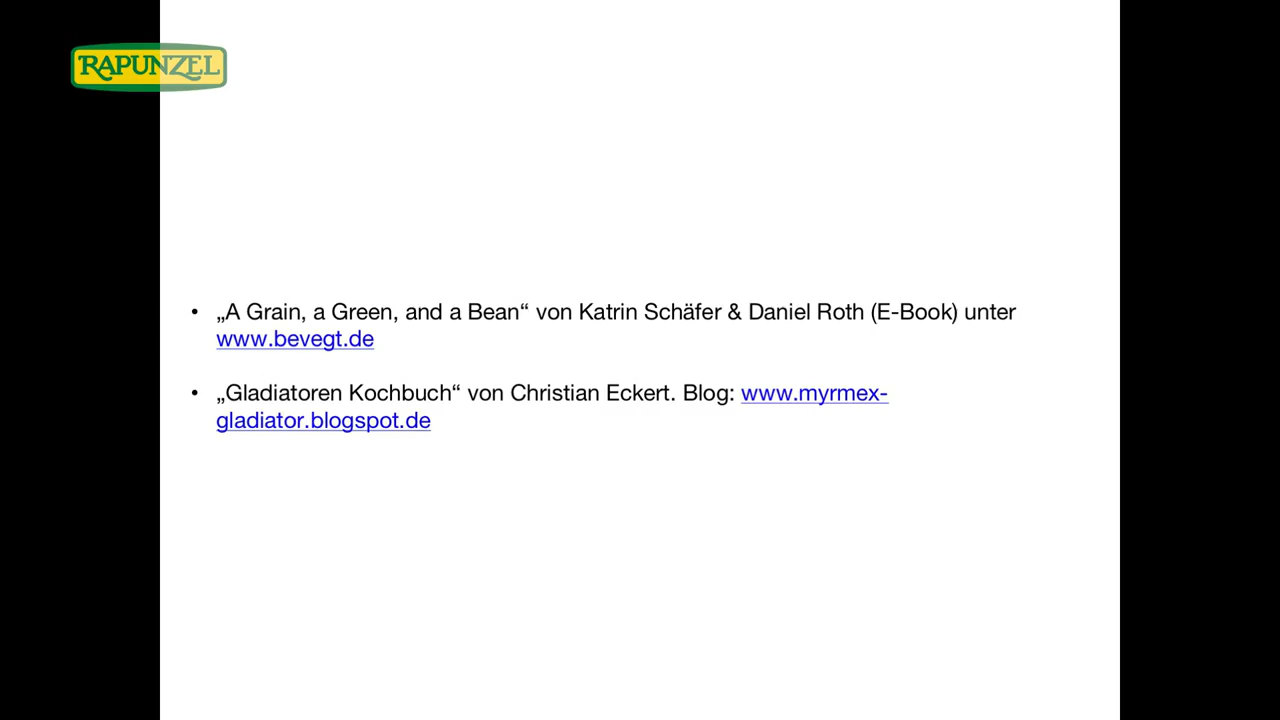 RAPUNZEL
• „A Grain, a Green, and a Bean“ von Katrin Schäfer & Daniel Roth (E-Book) unter
www.bevegt.de
• „Gladiatoren Kochbuch“ von Christian Eckert. Blog: www.myrmex-
gladiator.blogspot.de